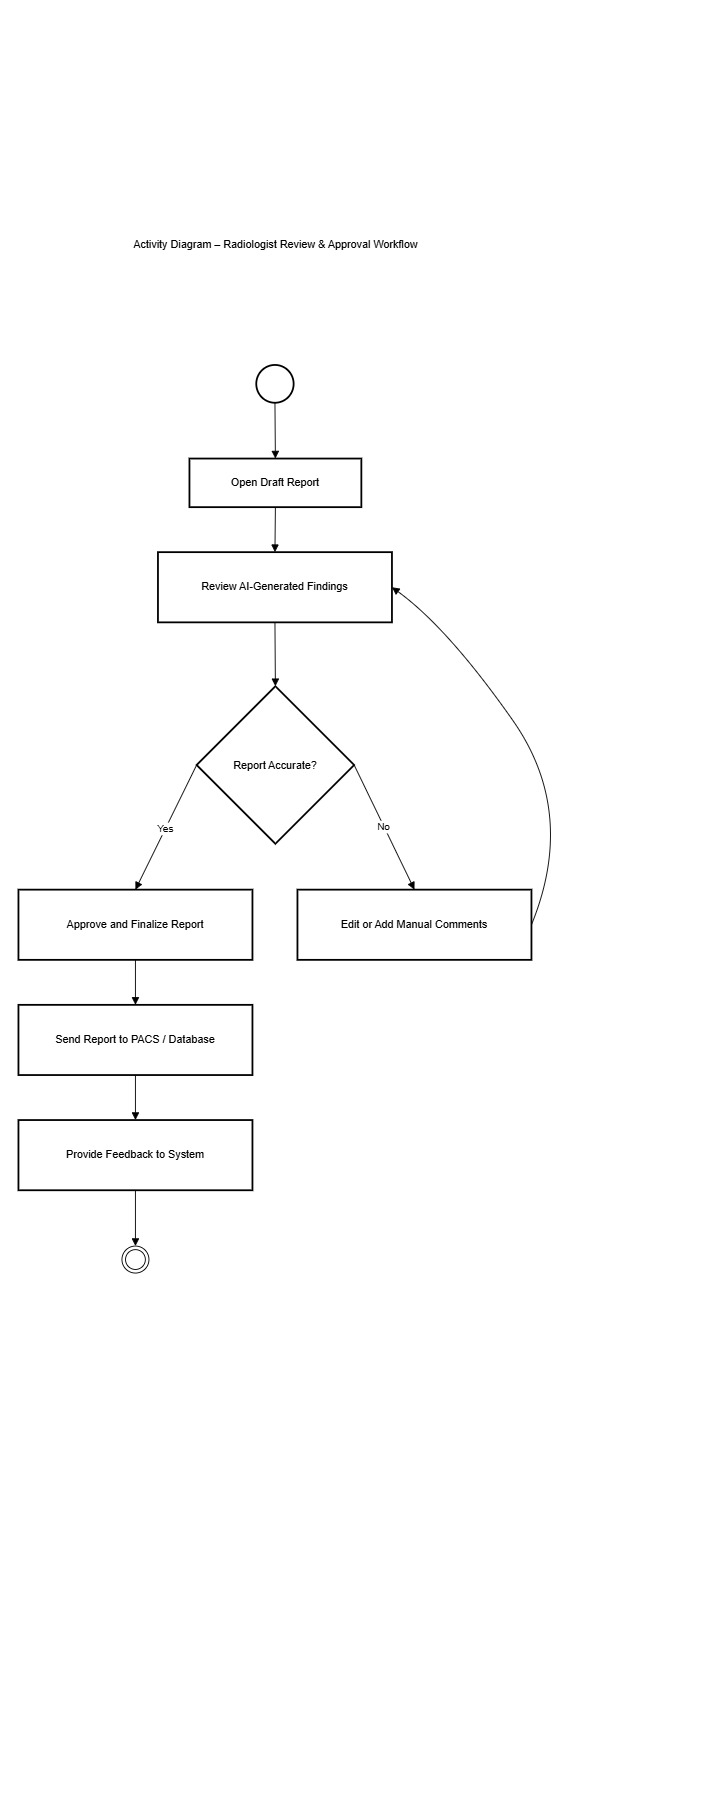 Activity Diagram – Radiologist Review & Approval Workflow
Open Draft Report
Review AI-Generated Findings
Report Accurate?
Yes
No
Approve and Finalize Report
Edit or Add Manual Comments
Send Report to PACS / Database
Provide Feedback to System